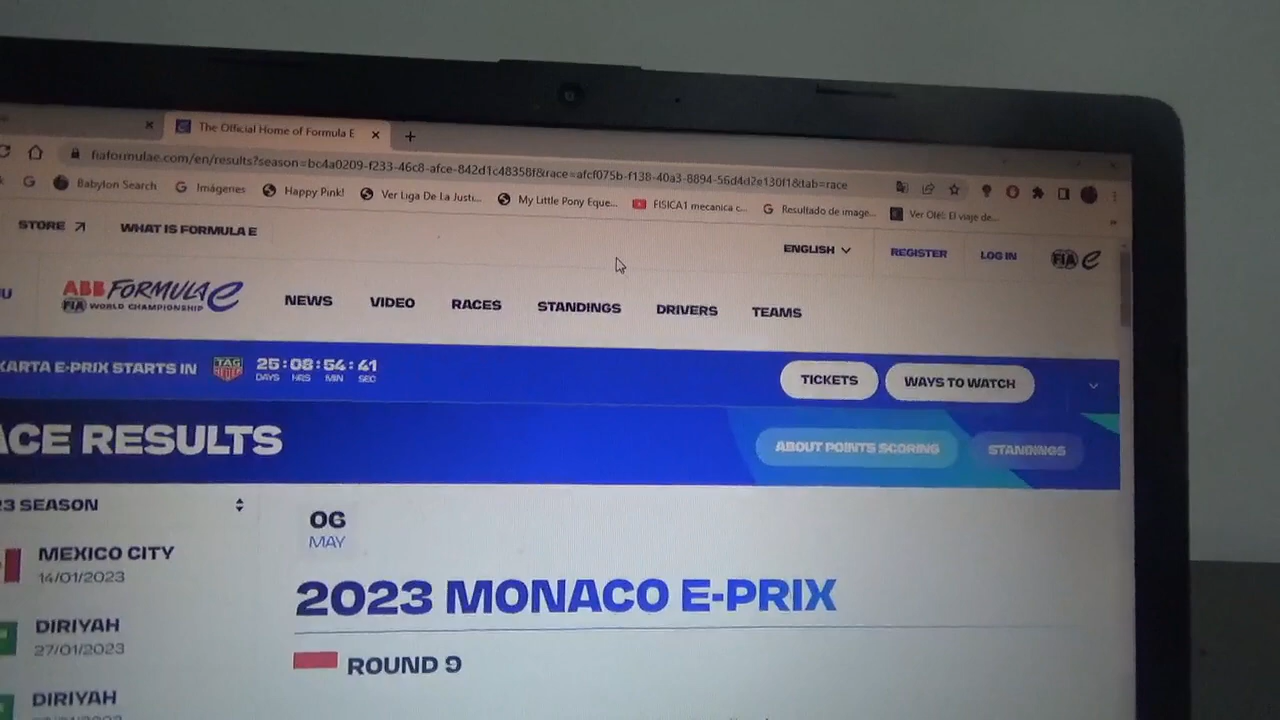 The Official Home of Formula E
fiaformulae.com/en/results?season=bc4a0209-f233-46c8-afce-842d1c48358f&race=afcf075b-f138-40a3-8894-56d4d2e130f1&tab=race
Babylon Search Imágenes Happy Pink! Ver Liga De La Justi... My Little Pony Eque... FISICA1 mecanica c... Resultado de image... Ver Olé: El viaje de...
STORE WHAT IS FORMULA E ENGLISH REGISTER LOG IN FIA e
ABB FORMULA E
FIA WORLD CHAMPIONSHIP
NEWS VIDEO RACES STANDINGS DRIVERS TEAMS
KARTA E-PRIX STARTS IN TAG HEUER 25:08:54:41
DAYS HRS MIN SEC
TICKETS WAYS TO WATCH
ACE RESULTS ABOUT POINTS SCORING STANDINGS
23 SEASON
MEXICO CITY
14/01/2023
DIRIYAH
27/01/2023
DIRIYAH
06
MAY
2023 MONACO E-PRIX
ROUND 9